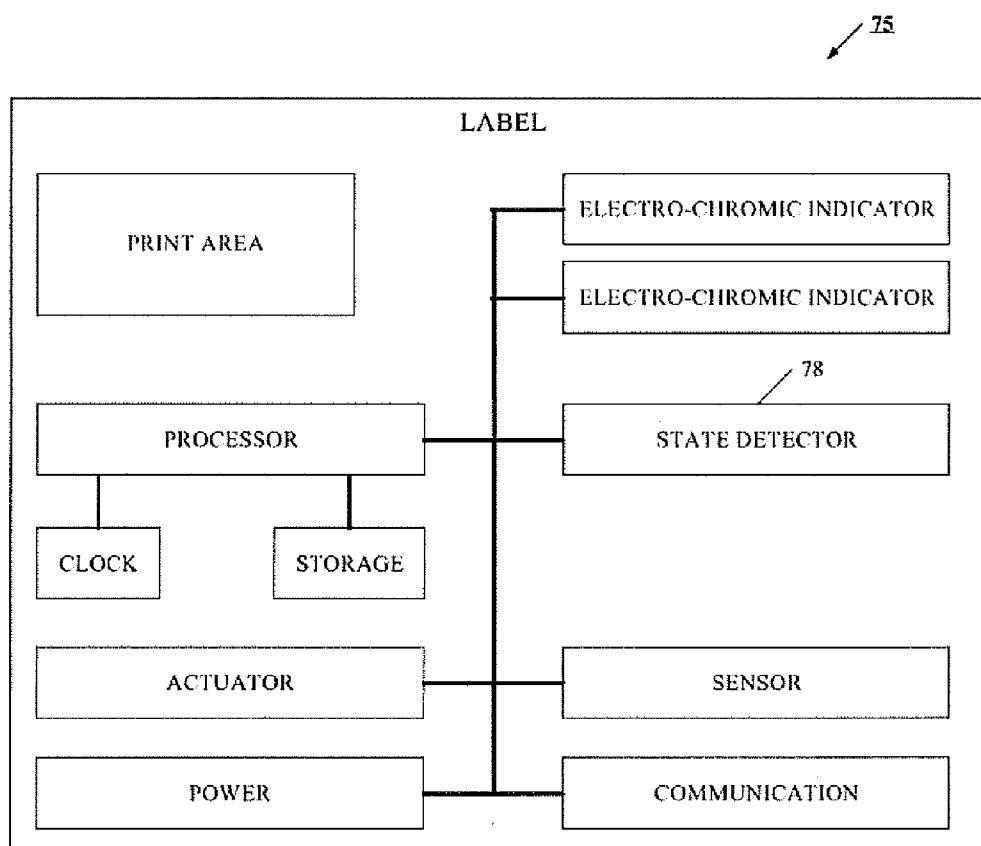 75
LABEL
PRINT AREA
ELECTRO-CHROMIC INDICATOR
ELECTRO-CHROMIC INDICATOR
78
PROCESSOR
STATE DETECTOR
CLOCK
STORAGE
ACTUATOR
SENSOR
POWER
COMMUNICATION